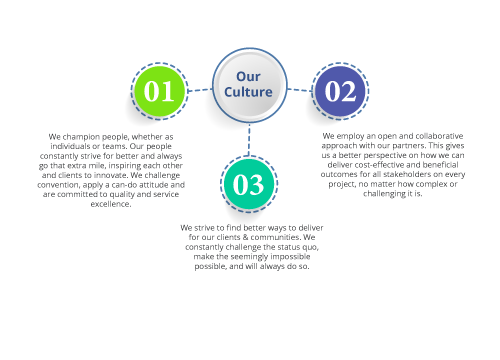 Our
Culture
01
We champion people, whether as
individuals or teams. Our people
constantly strive for better and always
go that extra mile, inspiring each other
and clients to innovate. We challenge
convention, apply a can-do attitude and
are committed to quality and service
excellence.
02
We employ an open and collaborative
approach with our partners. This gives
us a better perspective on how we can
deliver cost-effective and beneficial
outcomes for all stakeholders on every
project, no matter how complex or
challenging it is.
03
We strive to find better ways to deliver
for our clients & communities. We
constantly challenge the status quo,
make the seemingly impossible
possible, and will always do so.